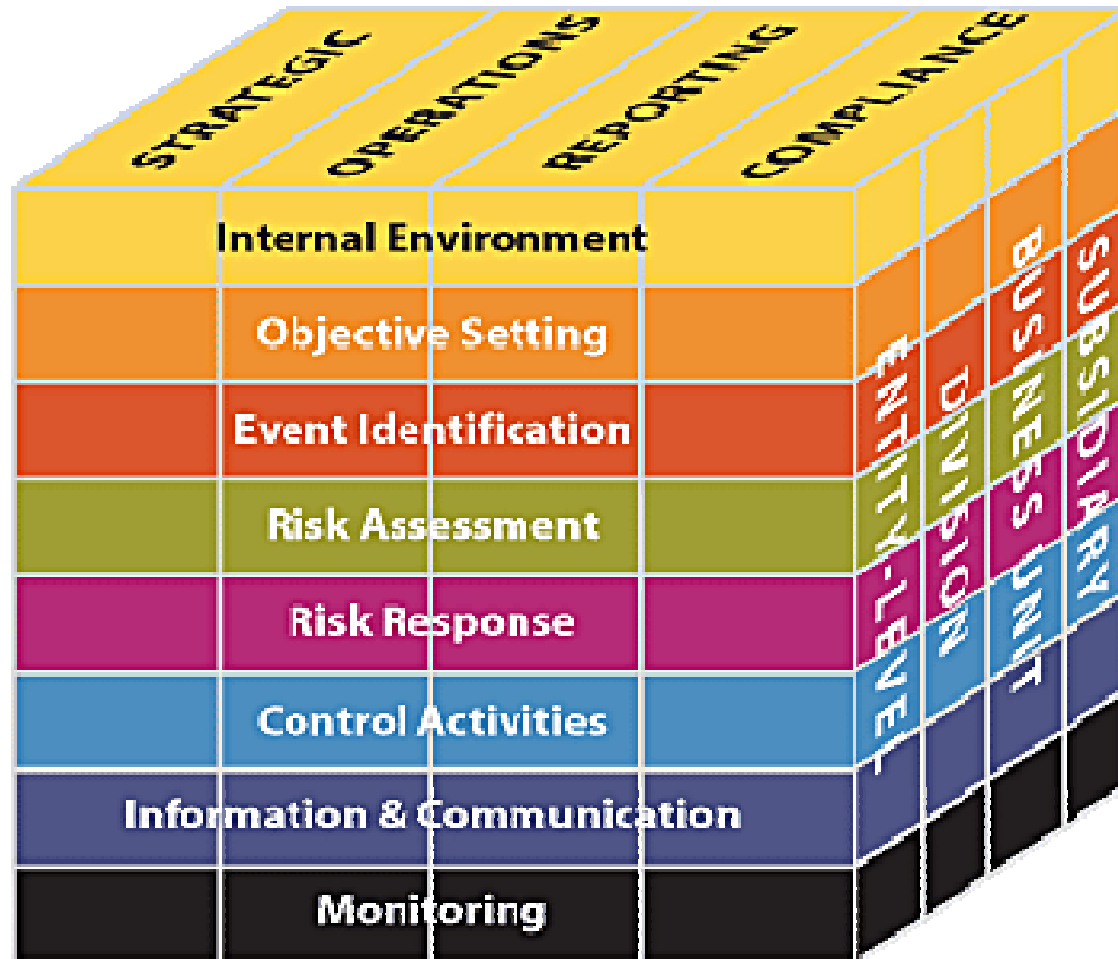 STRATEGIC
OPERATIONS
REPORTING
COMPLIANCE
Internal Environment
Objective Setting
Event Identification
Risk Assessment
Risk Response
Control Activities
Information & Communication
Monitoring
ENTITY-LEVEL
DIVISION
BUSINESS UNIT
SUBSIDIARY